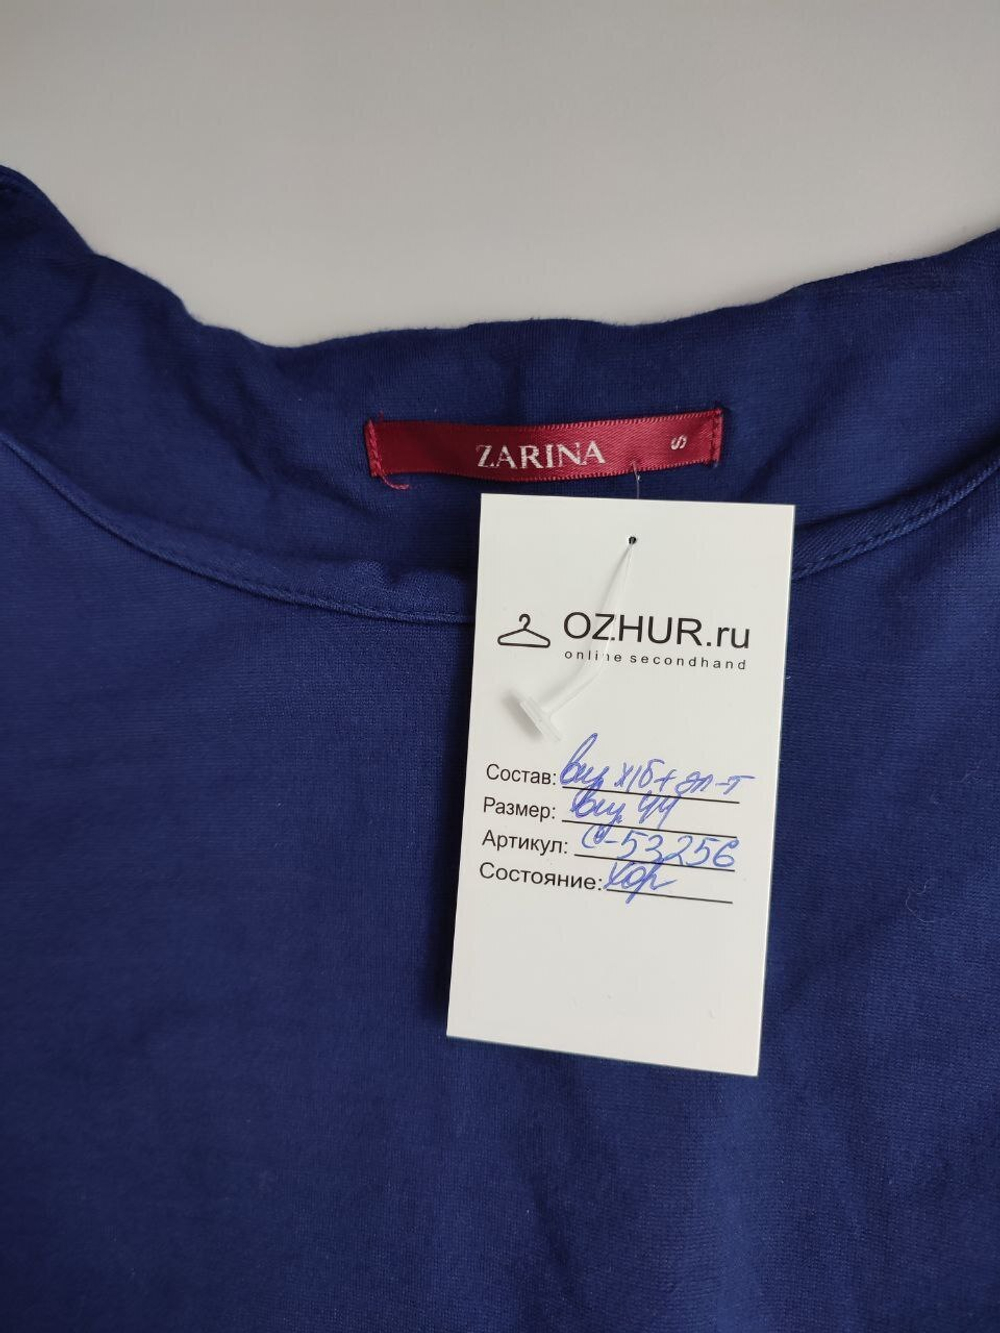 ZARINA S
OZHUR.ru
online secondhand
Состав: виз х/б + эл-т
Размер: виз. 44
Артикул: С-53256
Состояние: хор